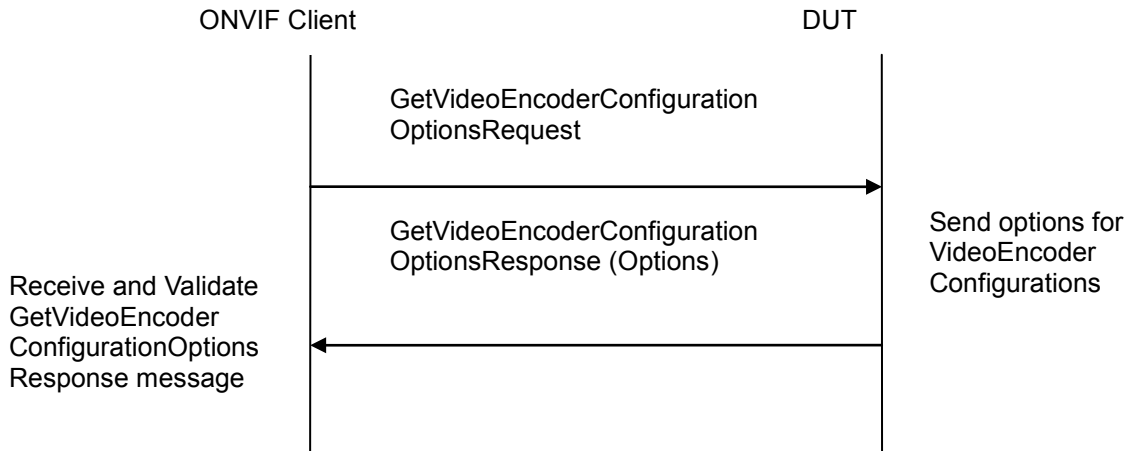 ONVIF Client
DUT
GetVideoEncoderConfiguration
OptionsRequest
GetVideoEncoderConfiguration
OptionsResponse (Options)
Send options for
VideoEncoder
Configurations
Receive and Validate
GetVideoEncoder
ConfigurationOptions
Response message